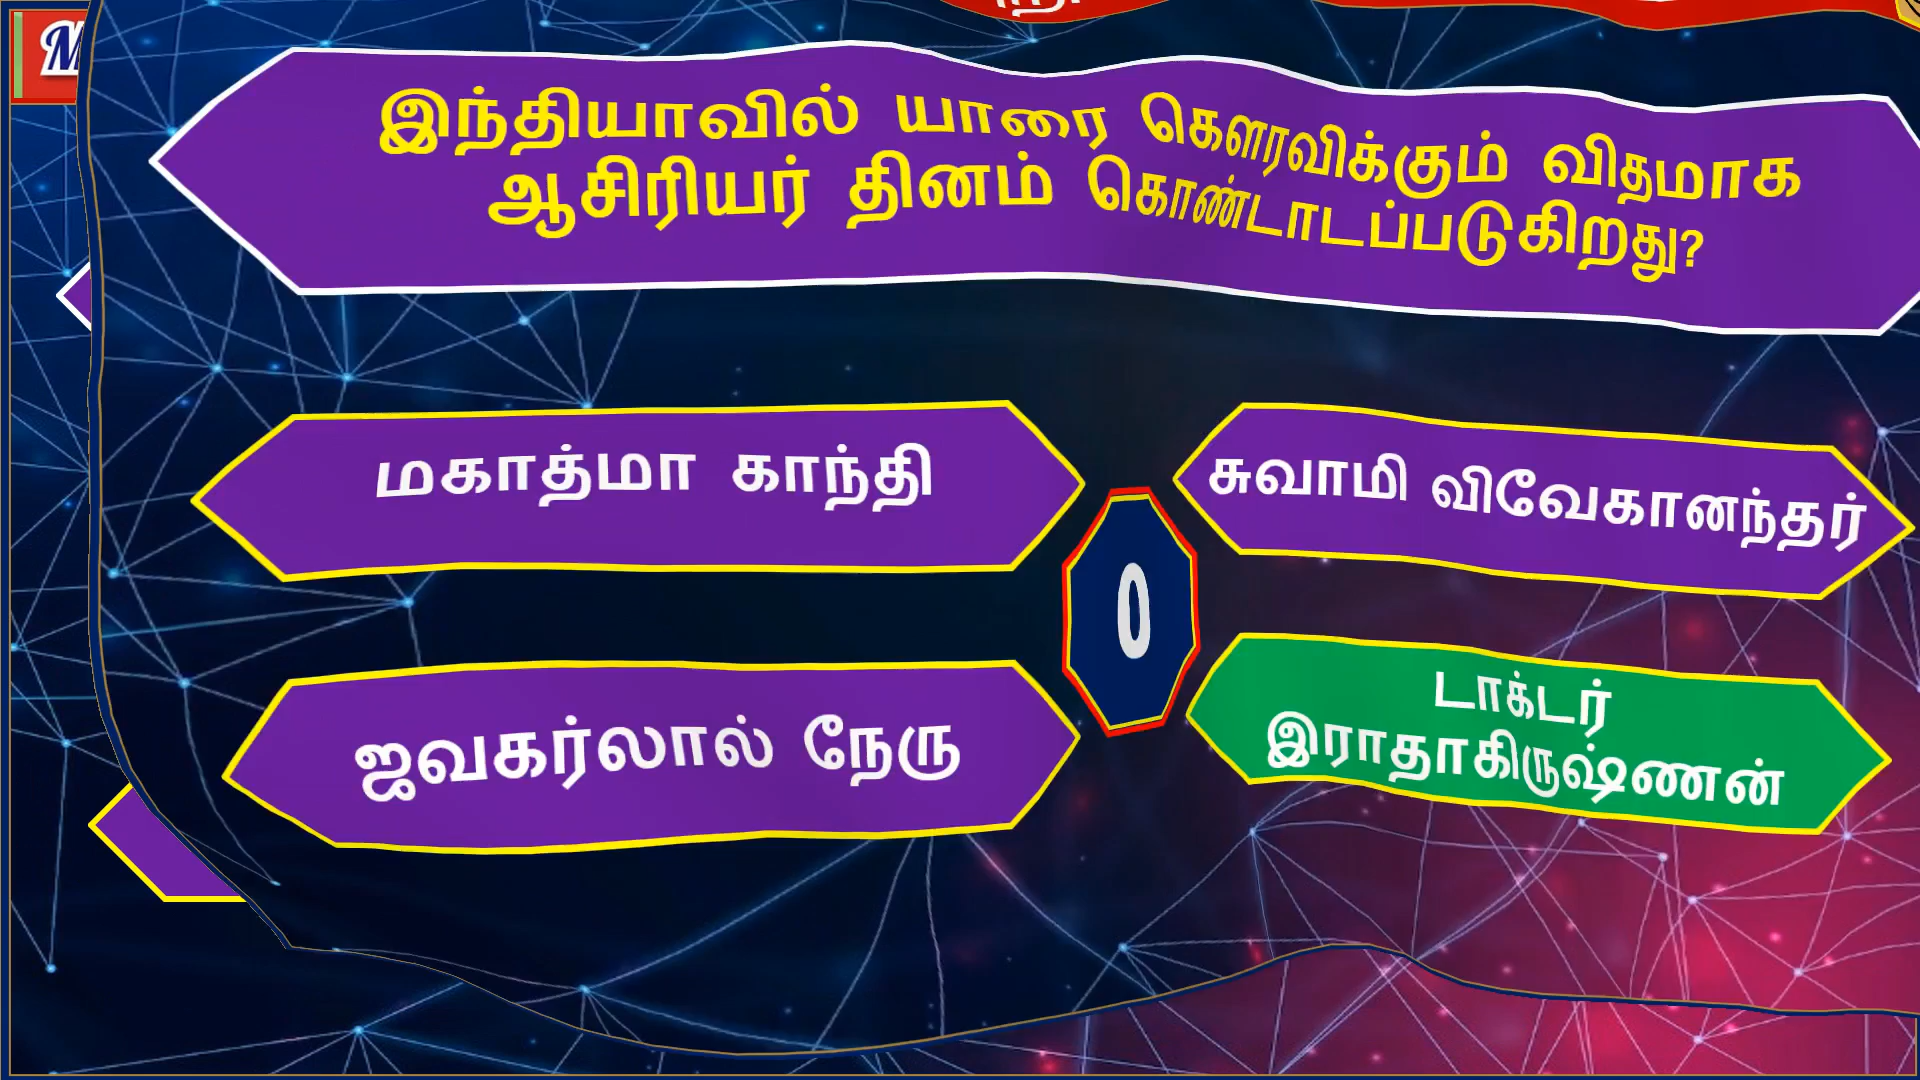 M
இந்தியாவில் யாரை கௌரவிக்கும் விதமாக
ஆசிரியர் தினம் கொண்டாடப்படுகிறது?
மகாத்மா காந்தி
சுவாமி விவேகானந்தர்
0
ஜவகர்லால் நேரு
டாக்டர்
இராதாகிருஷ்ணன்